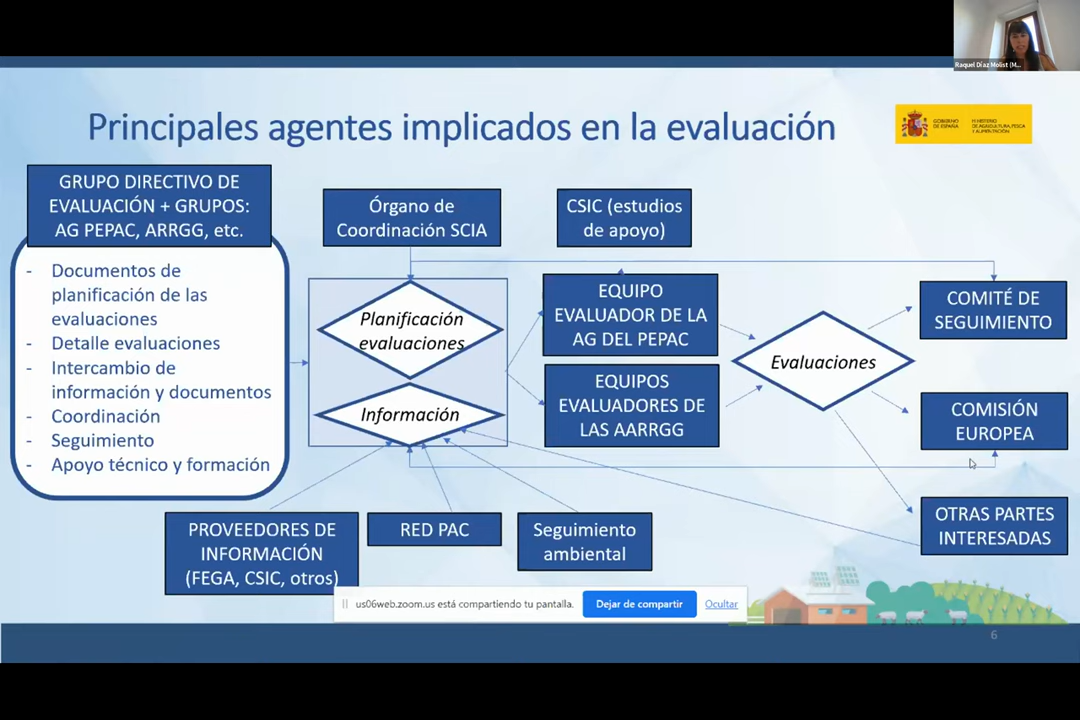 Raquel Díaz Molist (M...
Principales agentes implicados en la evaluación
GOBIERNO
DE ESPAÑA
MINISTERIO
DE AGRICULTURA, PESCA
Y ALIMENTACIÓN
GRUPO DIRECTIVO DE
EVALUACIÓN + GRUPOS:
AG PEPAC, ARRGG, etc.
- Documentos de
planificación de las
evaluaciones
- Detalle evaluaciones
- Intercambio de
información y documentos
- Coordinación
- Seguimiento
- Apoyo técnico y formación
Órgano de
Coordinación SCIA
CSIC (estudios
de apoyo)
Planificación
evaluaciones
Información
EQUIPO
EVALUADOR DE LA
AG DEL PEPAC
EQUIPOS
EVALUADORES DE
LAS AARRGG
Evaluaciones
COMITÉ DE
SEGUIMIENTO
COMISIÓN
EUROPEA
OTRAS PARTES
INTERESADAS
PROVEEDORES DE
INFORMACIÓN
(FEGA, CSIC, otros)
RED PAC
Seguimiento
ambiental
us06web.zoom.us está compartiendo tu pantalla.
Dejar de compartir
Ocultar
6